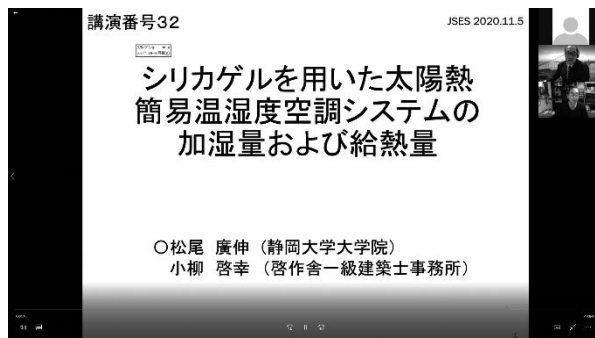 講演番号32
JSES 2020.11.5
シリカゲルを用いた太陽熱
簡易温湿度空調システムの
加湿量および給熱量
〇松尾 廣伸（静岡大学大学院）
小柳 啓幸 （啓作舎一級建築士事務所）